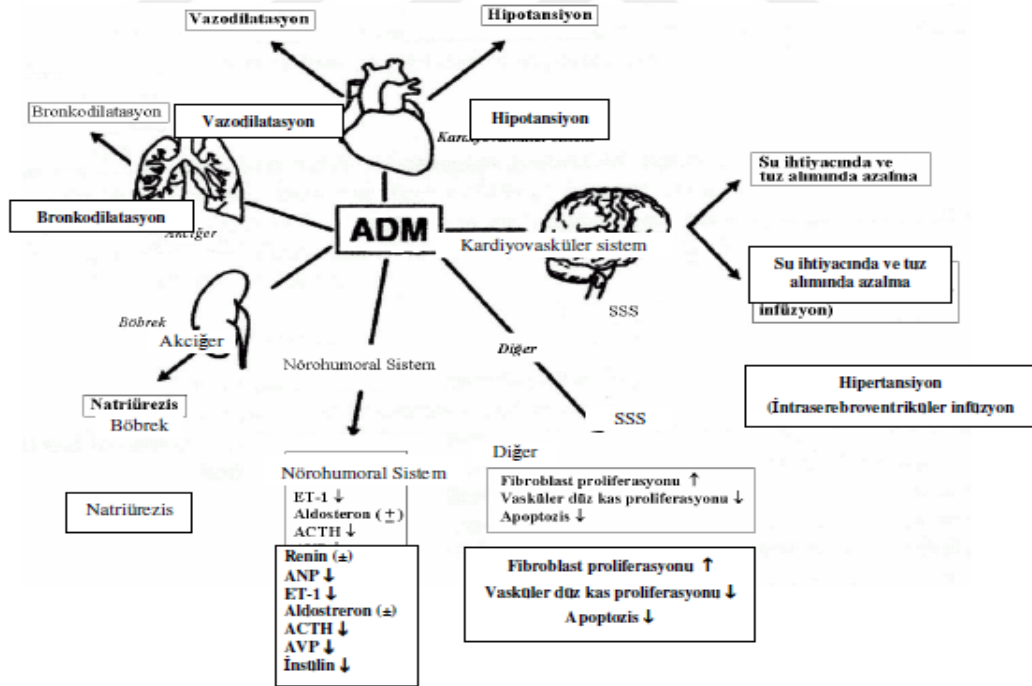 Vazodilatasyon
Hipotansiyon
Bronkodilatasyon
Vazodilatasyon
Hipotansiyon
Su ihtiyacında ve
tuz alımında azalma
Bronkodilatasyon
Akciğer
ADM
Kardiyovasküler sistem
Su ihtiyacında ve tuz
alımında azalma
infüzyon)
SSS
Böbrek
Akciğer
Nörohumoral Sistem
Diğer
Hipertansiyon
(İntraserebroventriküler infüzyon
Natriürezis
Böbrek
SSS
Diğer
Nörohumoral Sistem
ET-1 ↓
Aldosteron (±)
ACTH ↓
Fibroblast proliferasyonu ↑
Vasküler düz kas proliferasyonu ↓
Apoptozis ↓
Natriürezis
Renin (±)
ANP ↓
ET-1 ↓
Aldostreron (±)
ACTH ↓
AVP ↓
İnsülin ↓
Fibroblast proliferasyonu ↑
Vasküler düz kas proliferasyonu ↓
Apoptozis ↓